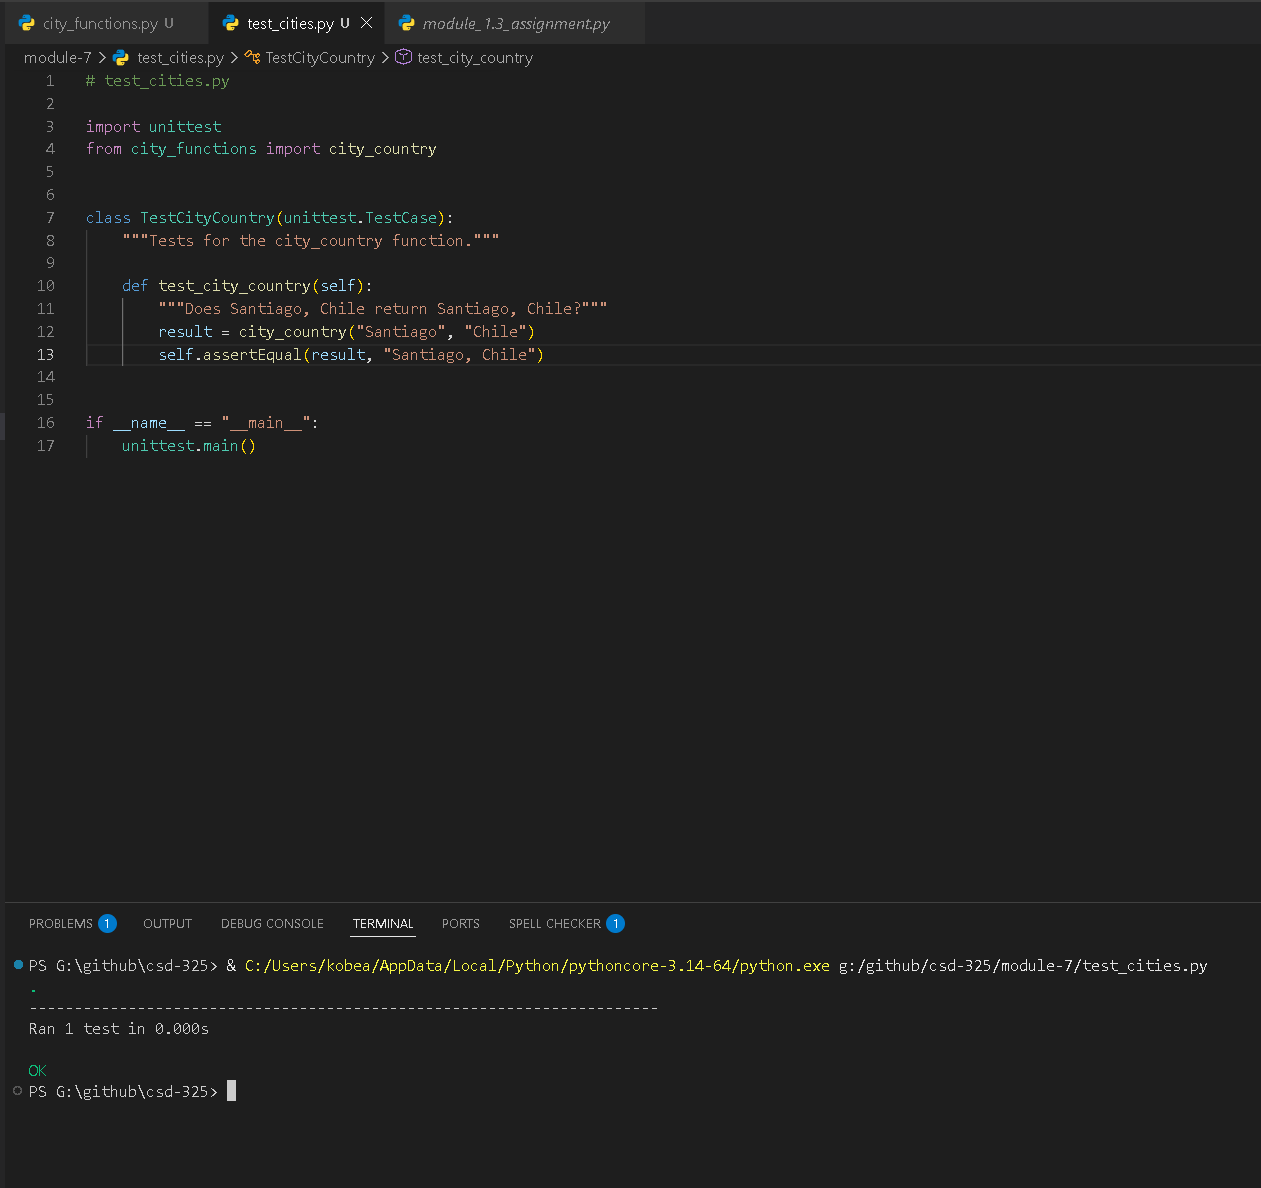 city_functions.py U test_cities.py U module_1.3_assignment.py
module-7 > test_cities.py > TestCityCountry > test_city_country
1 # test_cities.py
2
3 import unittest
4 from city_functions import city_country
5
6
7 class TestCityCountry(unittest.TestCase):
8     """Tests for the city_country function."""
9
10     def test_city_country(self):
11         """Does Santiago, Chile return Santiago, Chile?"""
12         result = city_country("Santiago", "Chile")
13         self.assertEqual(result, "Santiago, Chile")
14
15
16 if __name__ == "__main__":
17     unittest.main()
PROBLEMS 1 OUTPUT DEBUG CONSOLE TERMINAL PORTS SPELL CHECKER 1
PS G:\github\csd-325> & C:/Users/kobea/AppData/Local/Python/pythoncore-3.14-64/python.exe g:/github/csd-325/module-7/test_cities.py
.
----------------------------------------------------------------------
Ran 1 test in 0.000s
OK
PS G:\github\csd-325>